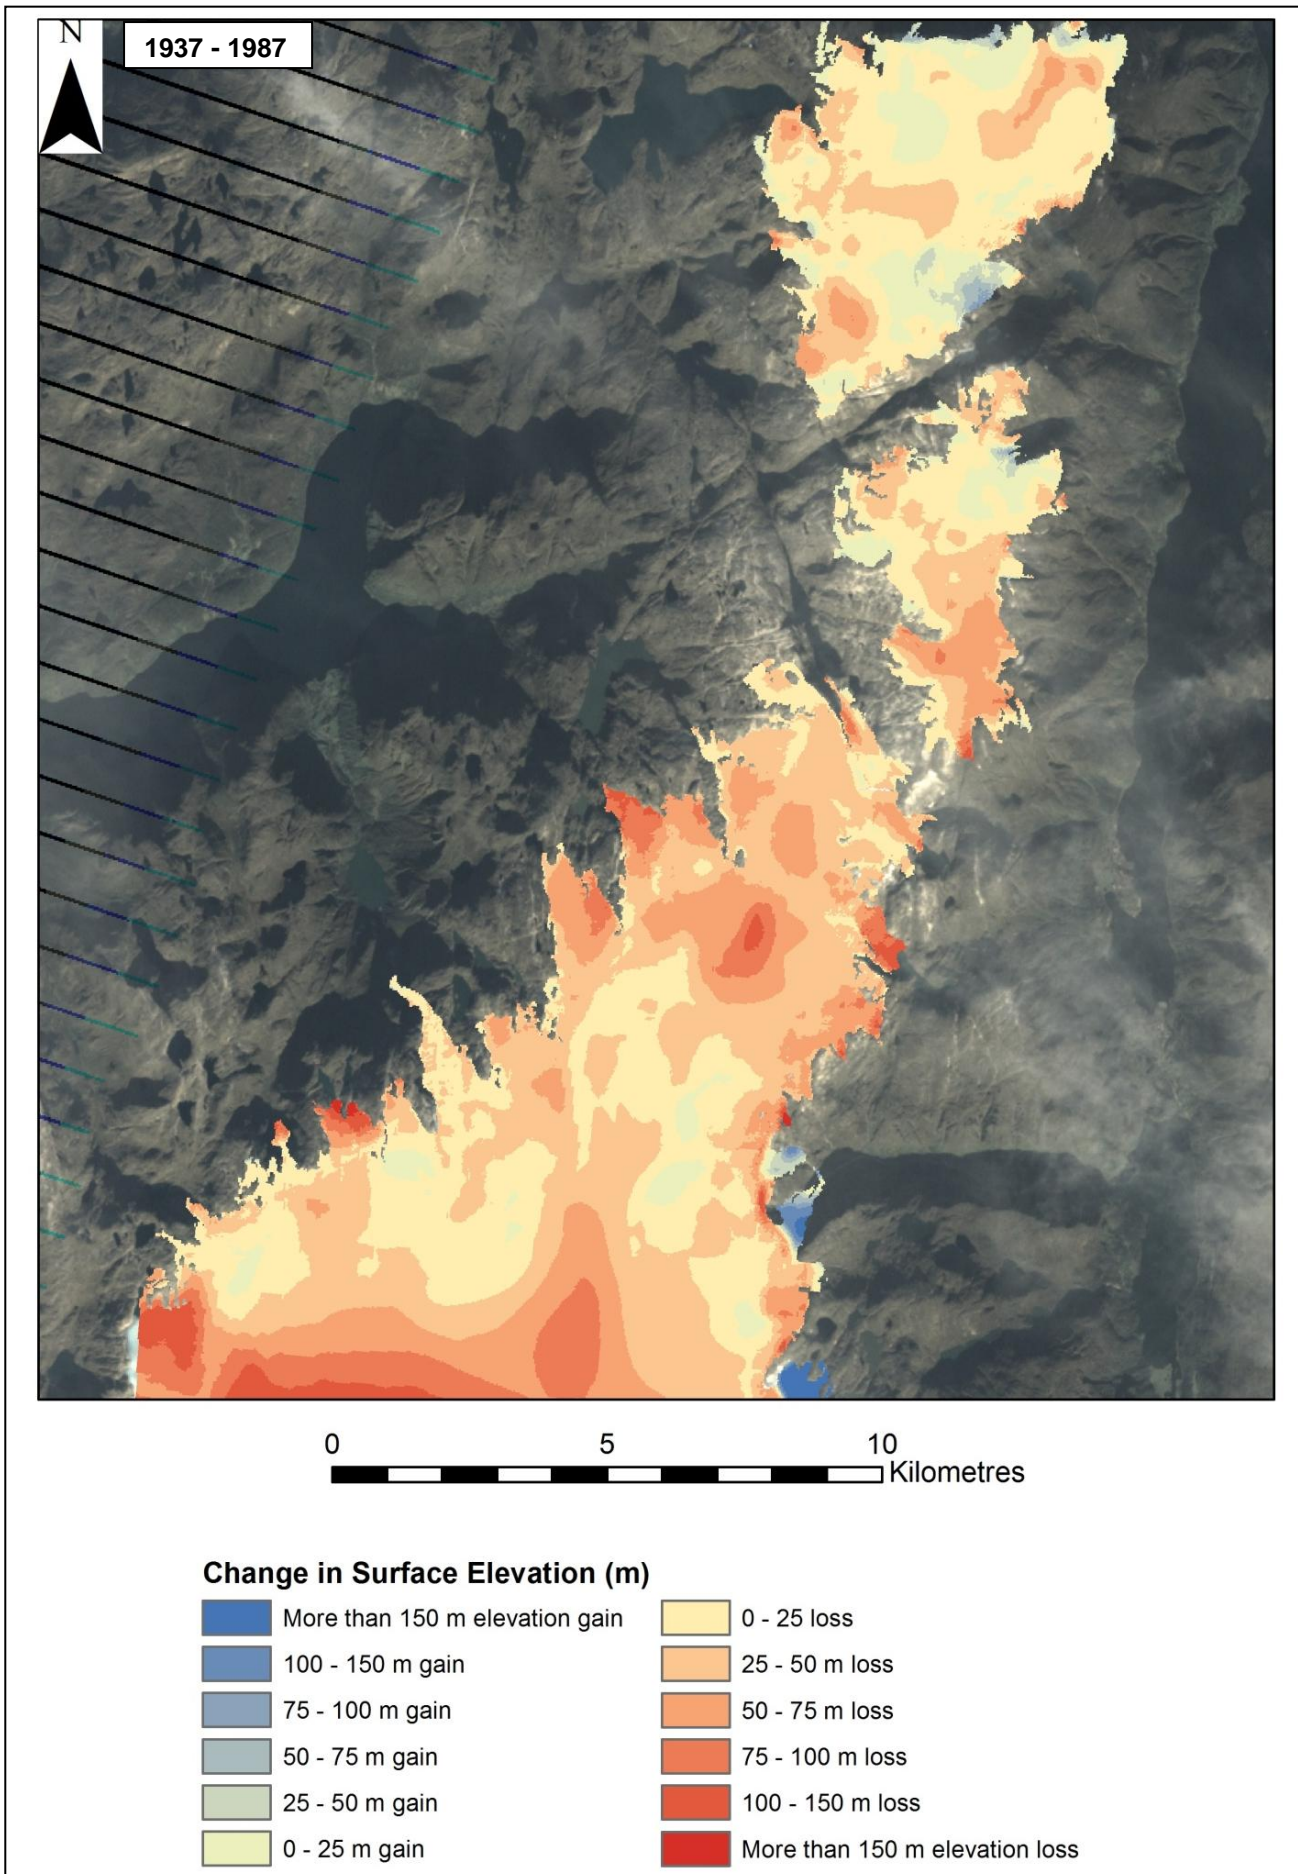 N
1937 - 1987
0 5 10
Kilometres
Change in Surface Elevation (m)
More than 150 m elevation gain
100 - 150 m gain
75 - 100 m gain
50 - 75 m gain
25 - 50 m gain
0 - 25 m gain
0 - 25 loss
25 - 50 m loss
50 - 75 m loss
75 - 100 m loss
100 - 150 m loss
More than 150 m elevation loss